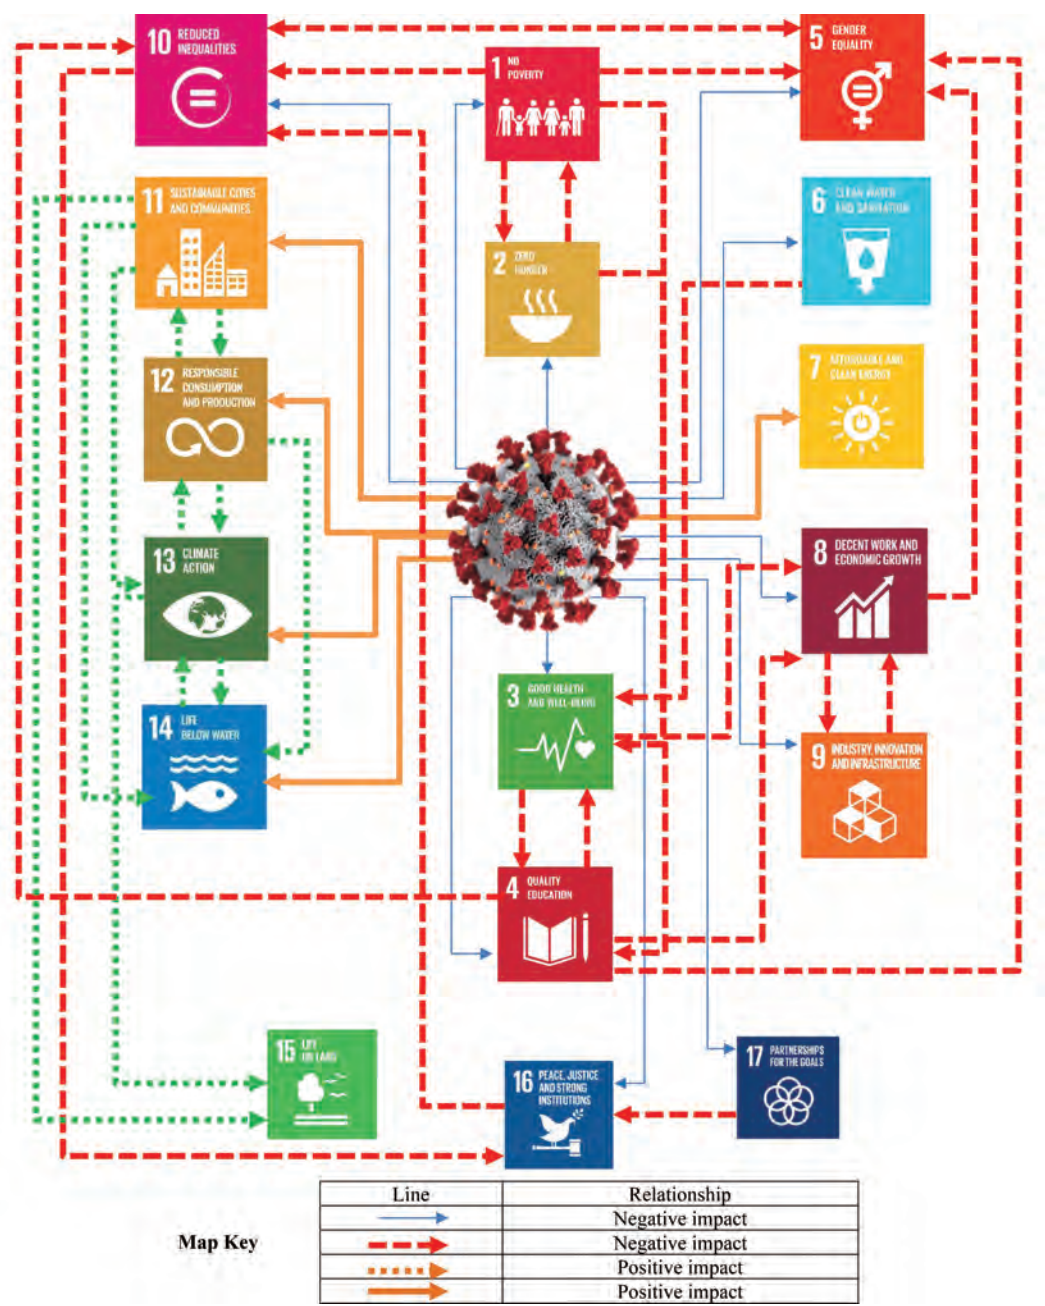 10 REDUCED
INEQUALITIES
1 NO
POVERTY
5 GENDER
EQUALITY
11 SUSTAINABLE CITIES
AND COMMUNITIES
6 CLEAN WATER
AND SANITATION
2 ZERO
HUNGER
12 RESPONSIBLE
CONSUMPTION
AND PRODUCTION
7 AFFORDABLE AND
CLEAN ENERGY
13 CLIMATE
ACTION
8 DECENT WORK AND
ECONOMIC GROWTH
3 GOOD HEALTH
AND WELL-BEING
14 LIFE
BELOW WATER
9 INDUSTRY, INNOVATION
AND INFRASTRUCTURE
4 QUALITY
EDUCATION
15 LIFE
ON LAND
16 PEACE, JUSTICE
AND STRONG
INSTITUTIONS
17 PARTNERSHIPS
FOR THE GOALS
Map Key
Line Relationship
Negative impact
Negative impact
Positive impact
Positive impact